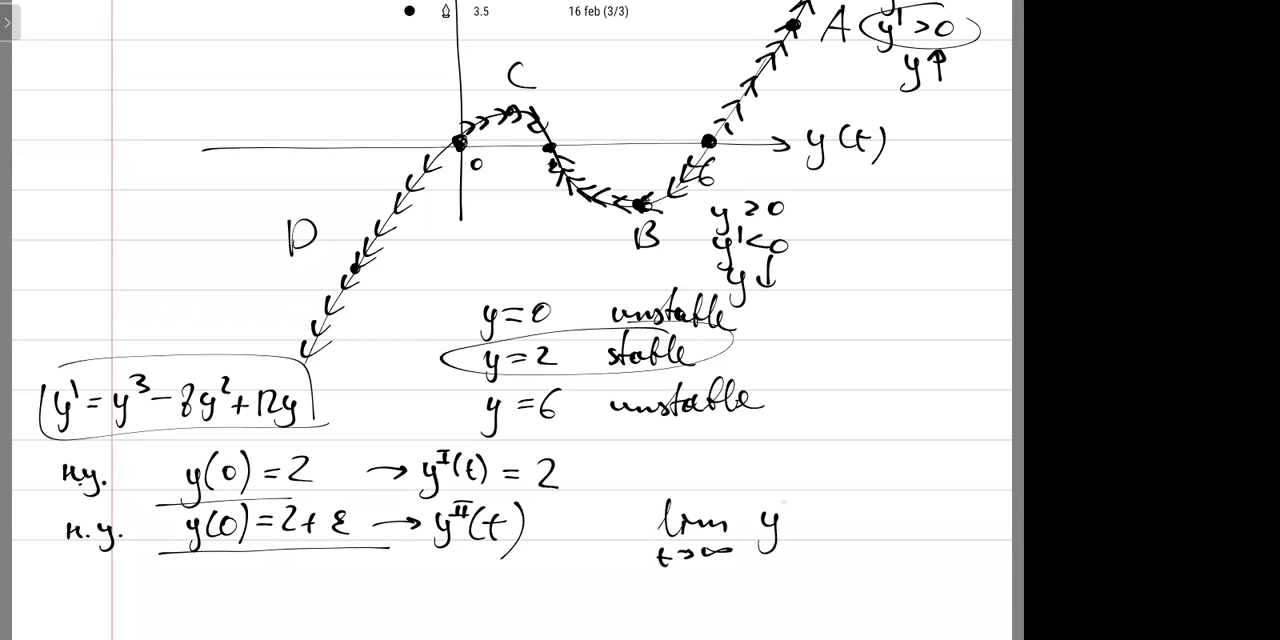 3.5 16 feb (3/3)
A y' > 0
y↑
C
y(t)
0 2 6
D
B
y > 0
y' < 0
y↓
y = 0 unstable
y = 2 stable
y = 6 unstable
y' = y³ - 8y² + 12y
н.у. y(0) = 2 → y^I(t) = 2
н.у. y(0) = 2 + ε → y^II(t)
lim y
t→∞